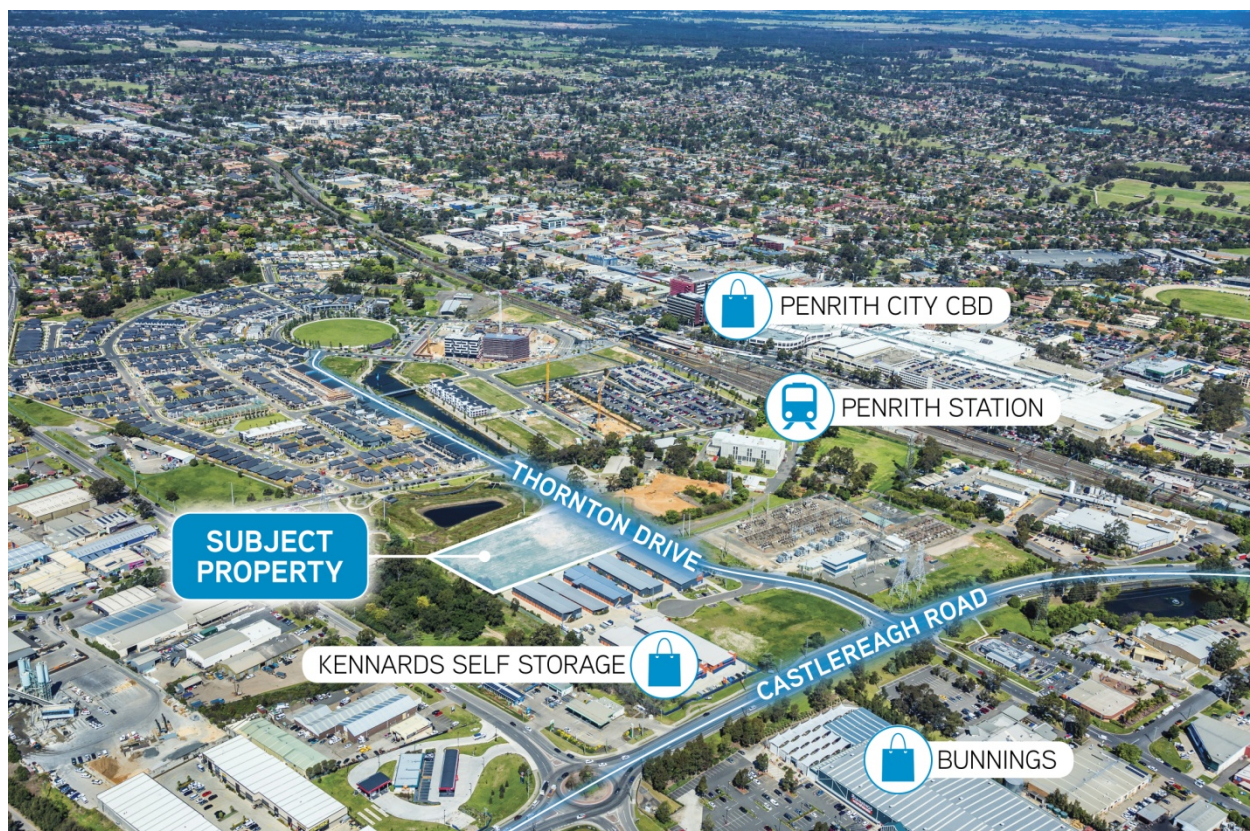 PENRITH CITY CBD
PENRITH STATION
THORNTON DRIVE
SUBJECT
PROPERTY
CASTLEREAGH ROAD
KENNARDS SELF STORAGE
BUNNINGS